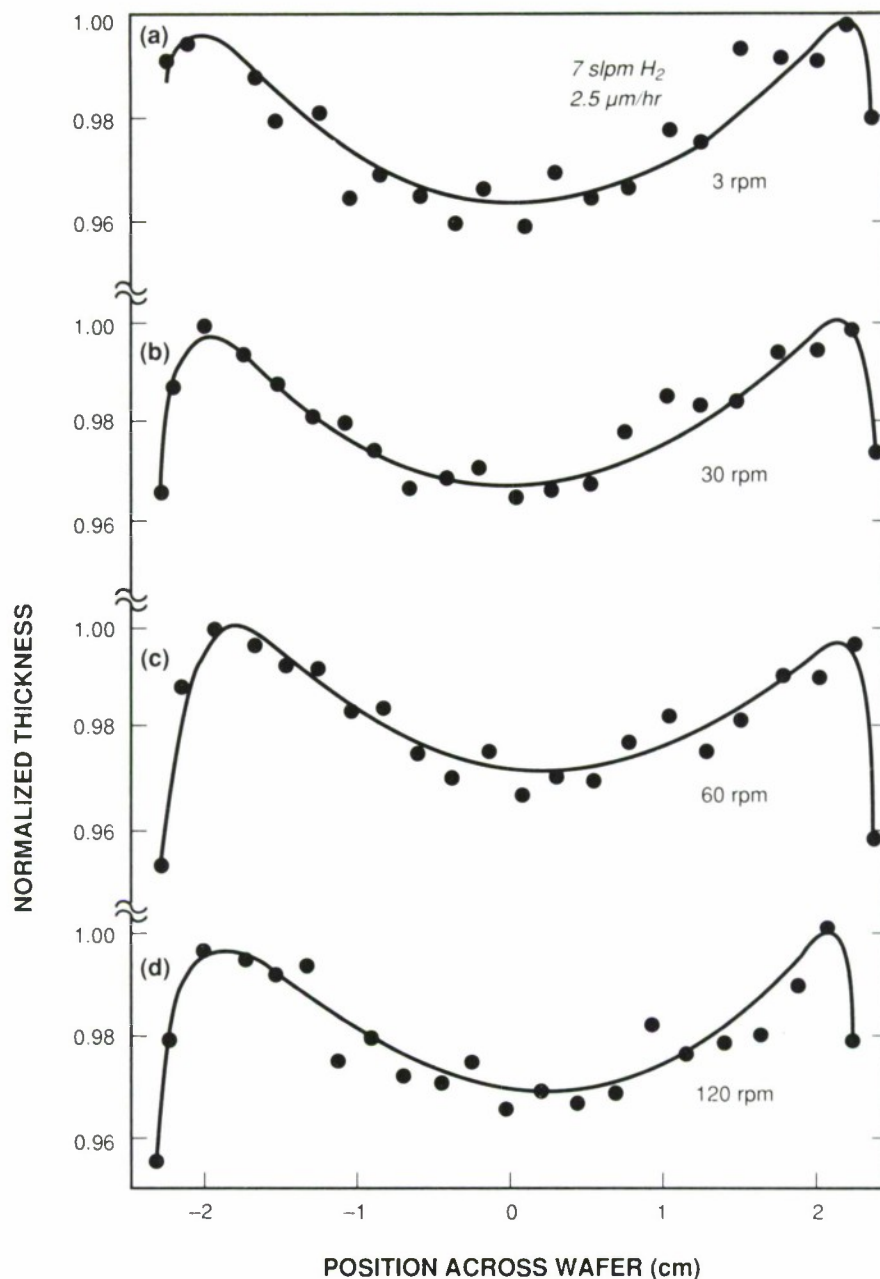 1.00
(a)
7 slpm H₂
2.5 µm/hr
0.98
3 rpm
0.96
1.00
(b)
0.98
30 rpm
0.96
1.00
(c)
0.98
60 rpm
0.96
1.00
(d)
0.98
120 rpm
0.96
NORMALIZED THICKNESS
−2 −1 0 1 2
POSITION ACROSS WAFER (cm)